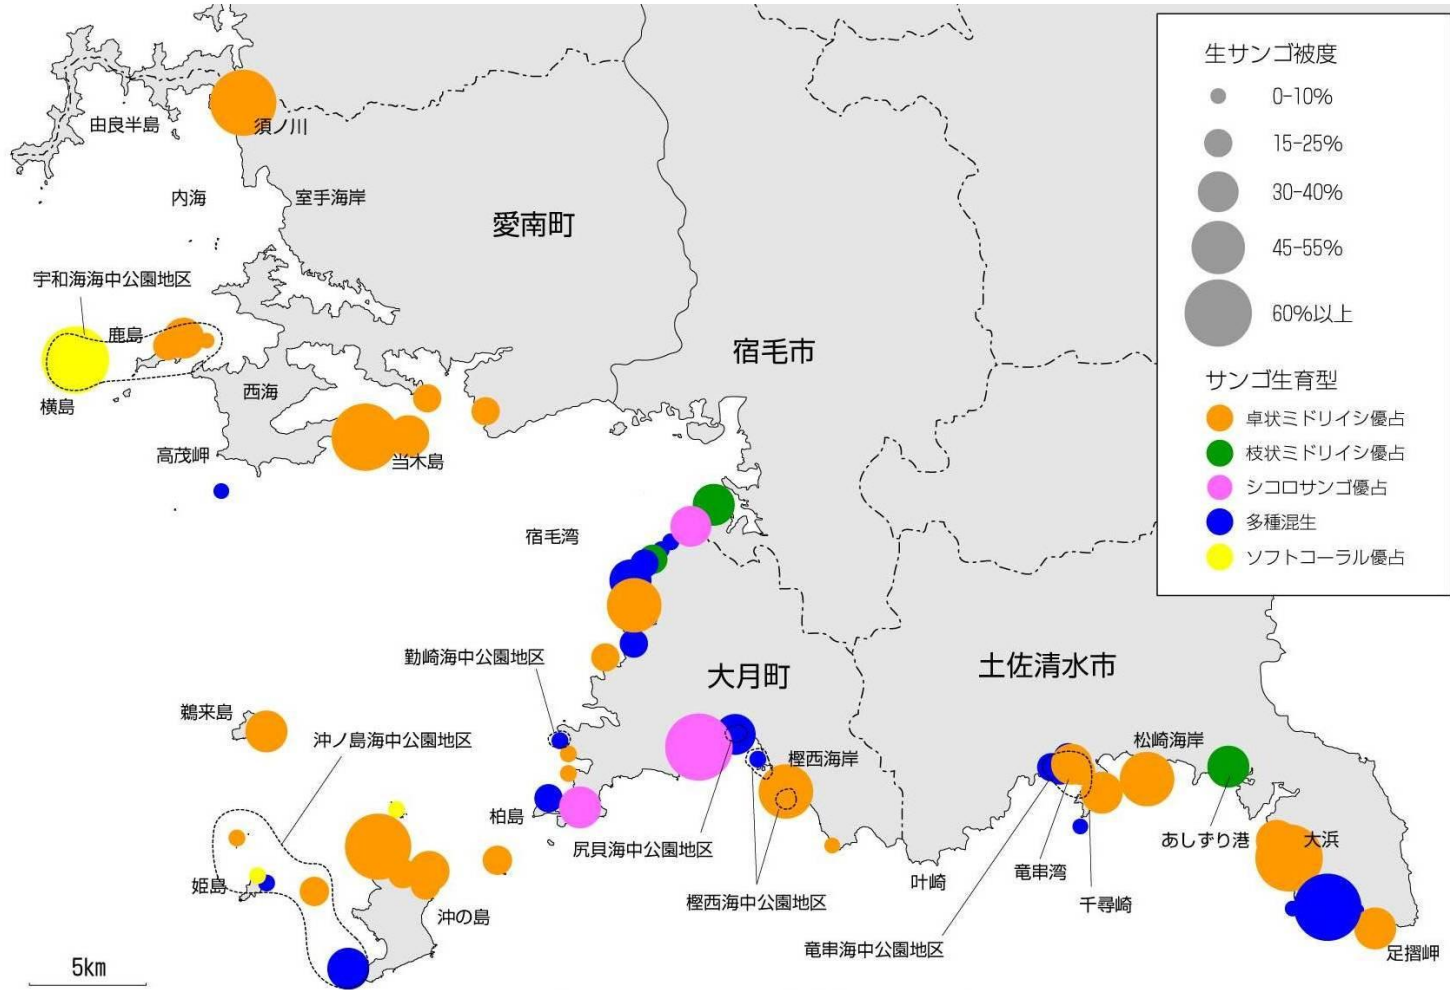 生サンゴ被度
0-10%
15-25%
30-40%
45-55%
60%以上
サンゴ生育型
卓状ミドリイシ優占
枝状ミドリイシ優占
シコロサンゴ優占
多種混生
ソフトコーラル優占
由良半島
須ノ川
内海
室手海岸
愛南町
宇和海海中公園地区
鹿島
宿毛市
西海
横島
高茂岬
当木島
宿毛湾
勤崎海中公園地区
大月町
土佐清水市
鵜来島
沖ノ島海中公園地区
樫西海岸
松崎海岸
柏島
尻貝海中公園地区
あしずり港
大浜
竜串湾
姫島
叶崎
沖の島
樫西海中公園地区
千尋崎
竜串海中公園地区
足摺岬
5km